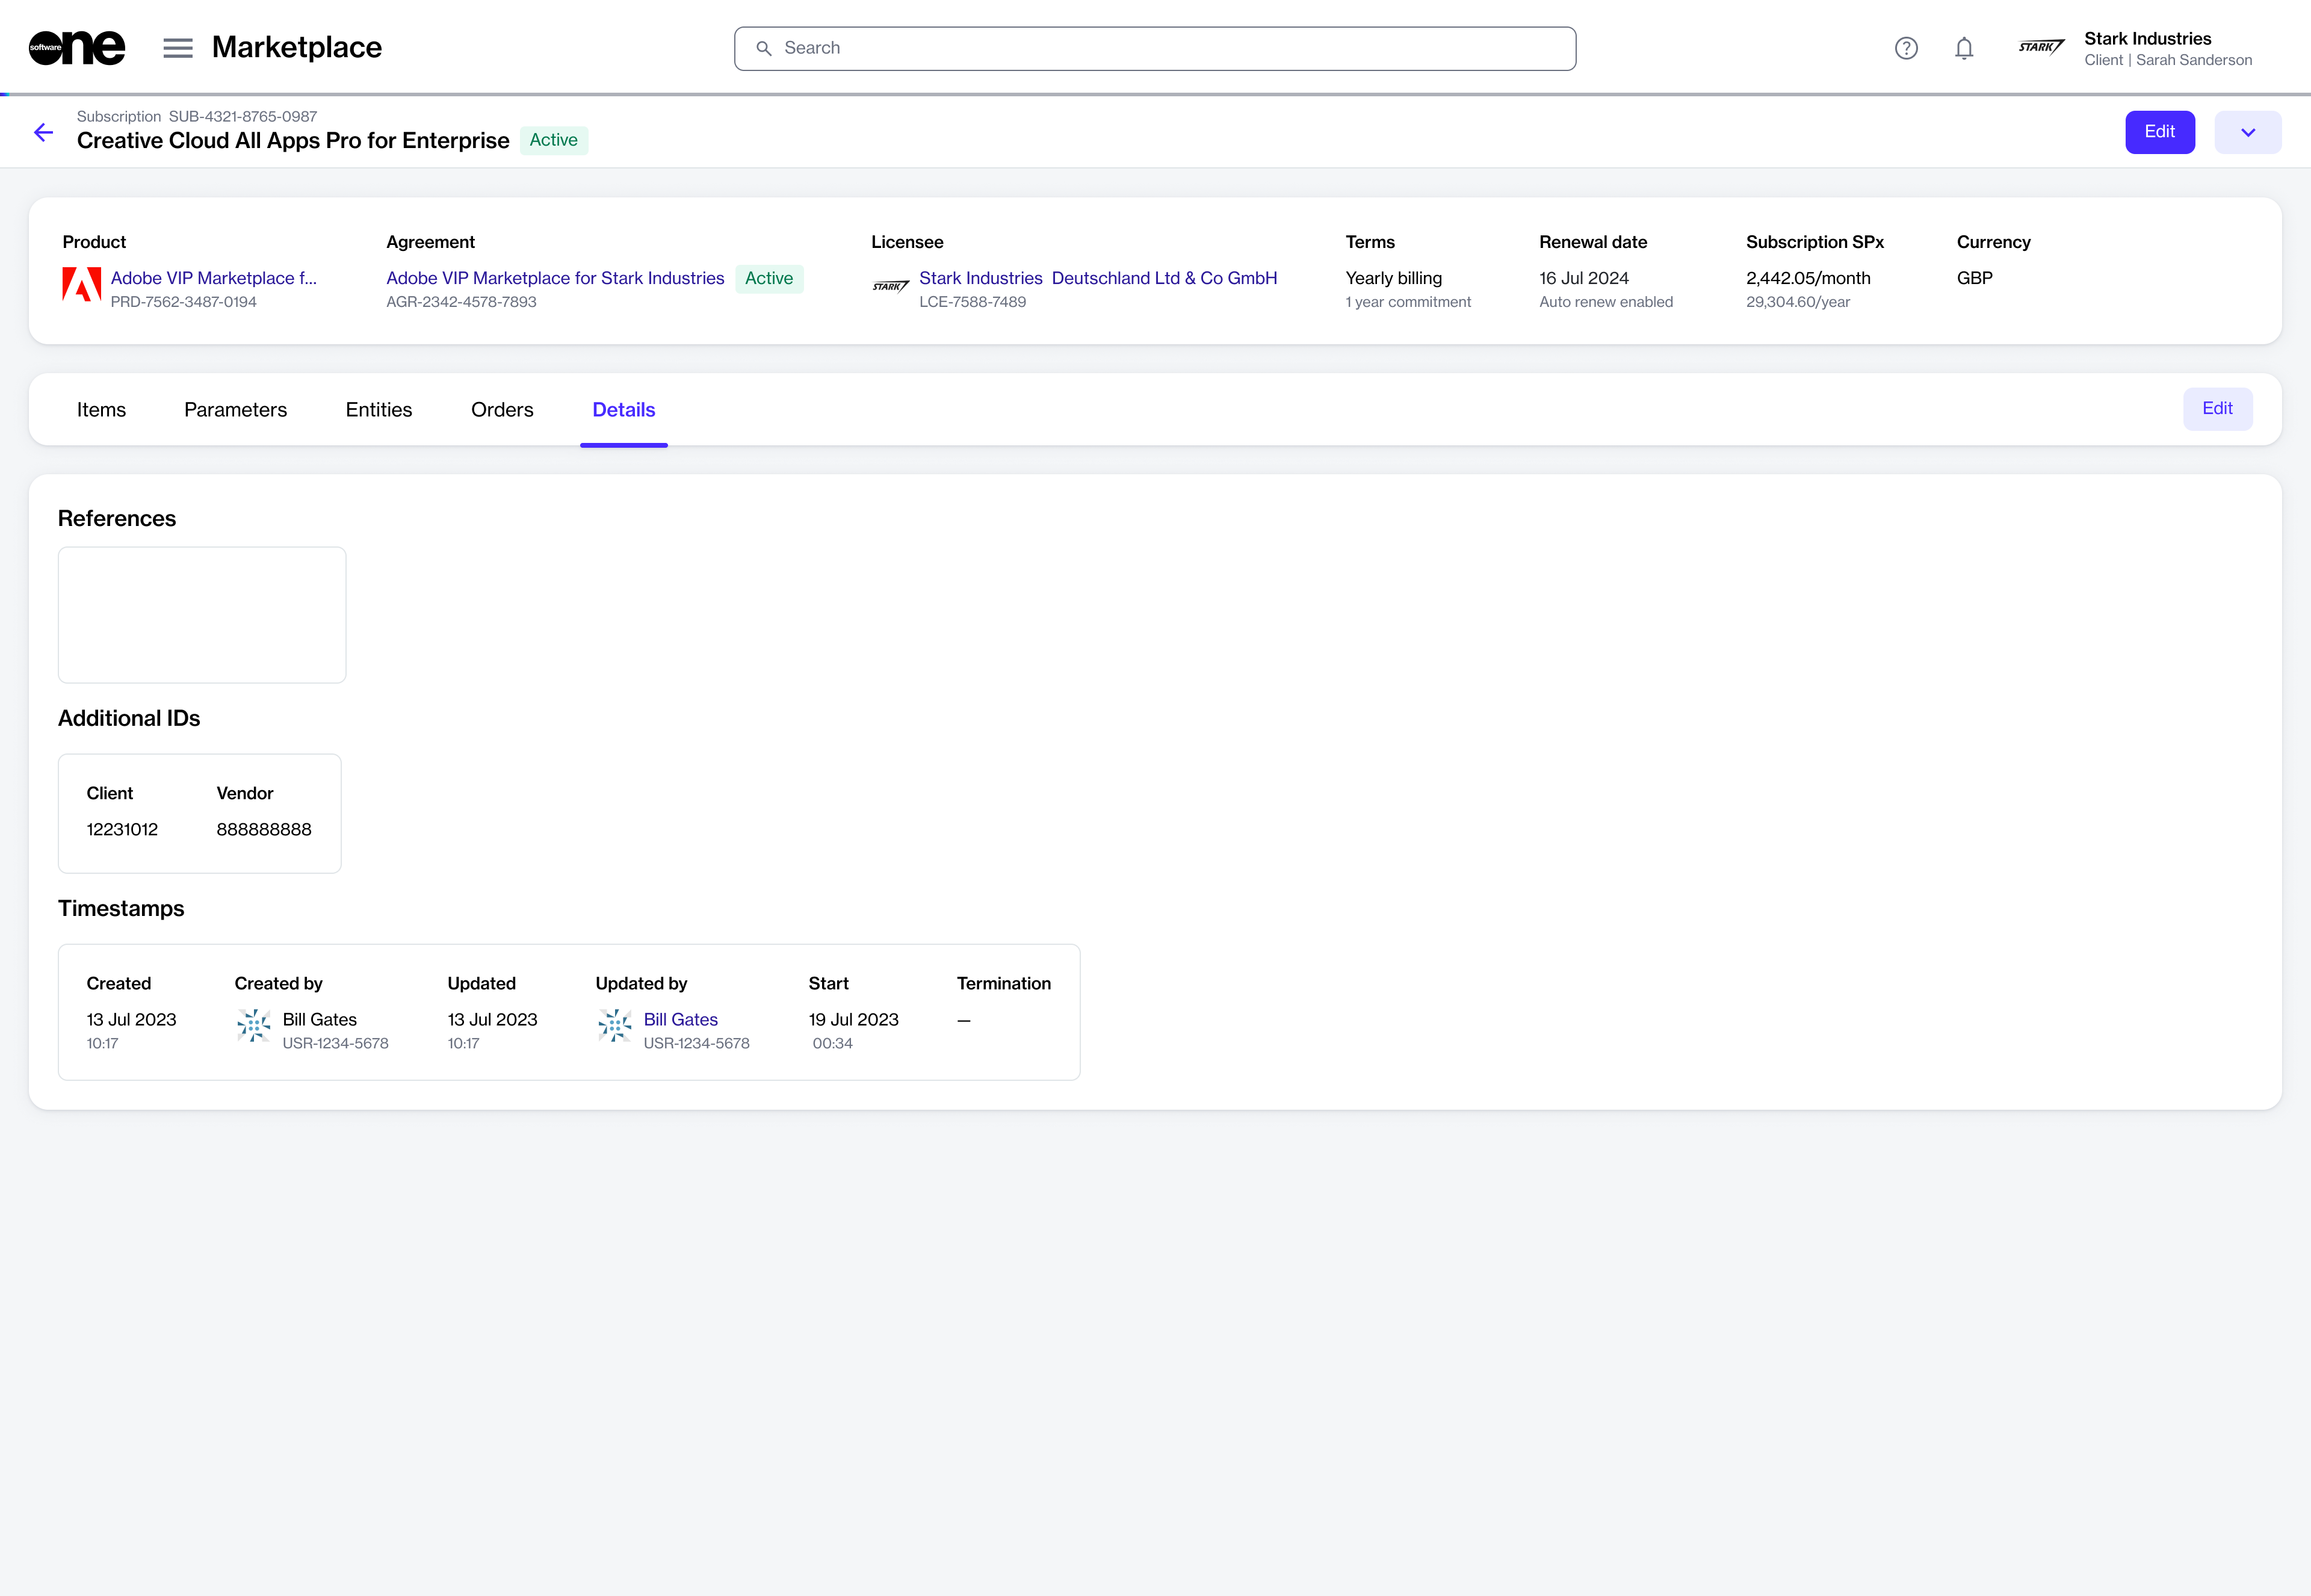 software one
Marketplace
Search
Stark Industries
Client | Sarah Sanderson
STARK
Subscription SUB-4321-8765-0987
Creative Cloud All Apps Pro for Enterprise Active
Edit
Product Agreement Licensee Terms Renewal date Subscription SPx Currency
Adobe VIP Marketplace f... Adobe VIP Marketplace for Stark Industries Active STARK Stark Industries Deutschland Ltd & Co GmbH Yearly billing 16 Jul 2024 2,442.05/month GBP
PRD-7562-3487-0194 AGR-2342-4578-7893 LCE-7588-7489 1 year commitment Auto renew enabled 29,304.60/year
Items Parameters Entities Orders Details Edit
References
Additional IDs
Client Vendor
12231012 888888888
Timestamps
Created Created by Updated Updated by Start Termination
13 Jul 2023 Bill Gates 13 Jul 2023 Bill Gates 19 Jul 2023 —
10:17 USR-1234-5678 10:17 USR-1234-5678 00:34